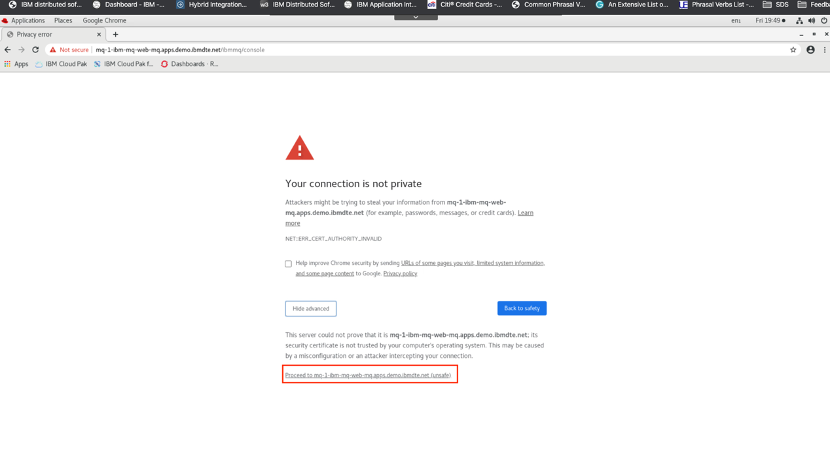 IBM distributed sof...
Dashboard - IBM -...
Hybrid Integration...
w3
IBM Distributed Sof...
IBM Application Int...
citi
Citi® Credit Cards -...
Common Phrasal V...
An Extensive List o...
LE
Phrasal Verbs List -...
SDS
Feedb
Applications
Places
Google Chrome
en1
Fri 19:49
Privacy error
Not secure
mq-1-ibm-mq-web-mq.apps.demo.ibmdte.net/ibmmq/console
Apps
IBM Cloud Pak
IBM Cloud Pak f...
Dashboards · R...
Your connection is not private
Attackers might be trying to steal your information from mq-1-ibm-mq-web-
mq.apps.demo.ibmdte.net (for example, passwords, messages, or credit cards). Learn
more
NET::ERR_CERT_AUTHORITY_INVALID
Help improve Chrome security by sending URLs of some pages you visit, limited system information,
and some page content to Google. Privacy policy
Hide advanced
Back to safety
This server could not prove that it is mq-1-ibm-mq-web-mq.apps.demo.ibmdte.net; its
security certificate is not trusted by your computer's operating system. This may be caused
by a misconfiguration or an attacker intercepting your connection.
Proceed to mq-1-ibm-mq-web-mq.apps.demo.ibmdte.net (unsafe)